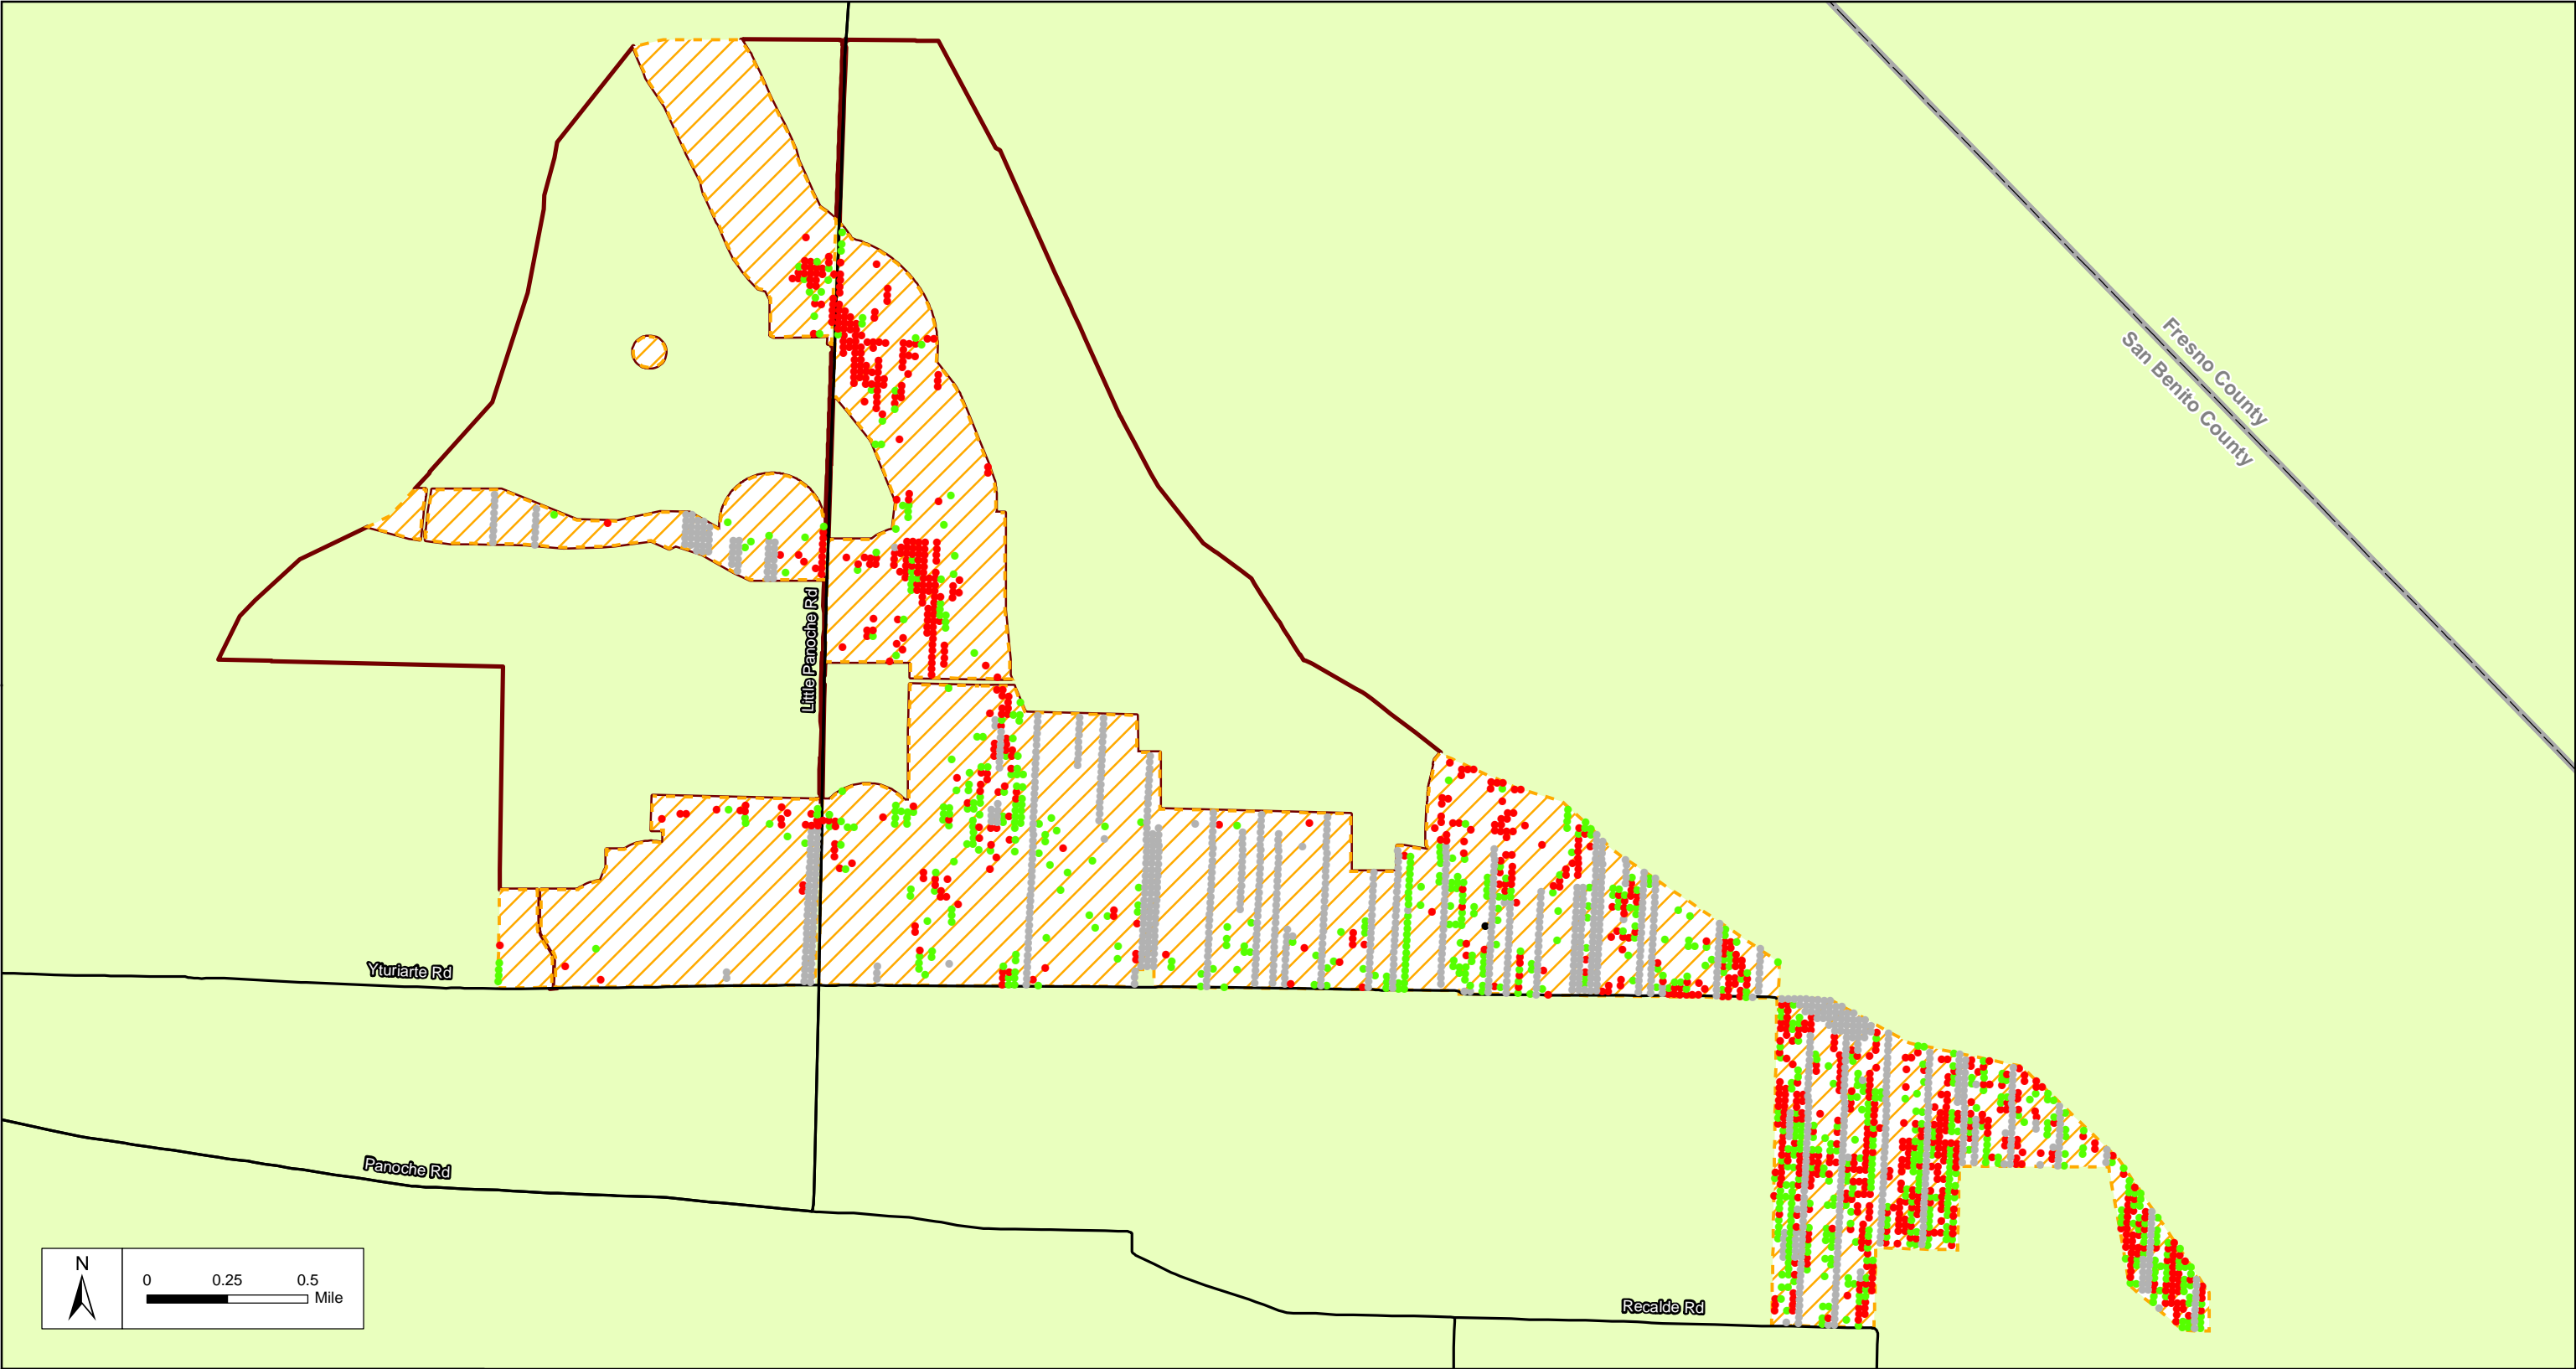 Fresno County
San Benito County
Little Panoche Rd
Yturiarte Rd
Panoche Rd
Recalde Rd
N
0 0.25 0.5
Mile